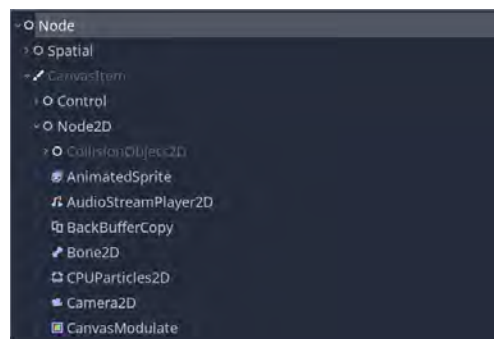 Node
Spatial
CanvasItem
Control
Node2D
CollisionObject2D
AnimatedSprite
AudioStreamPlayer2D
BackBufferCopy
Bone2D
CPUParticles2D
Camera2D
CanvasModulate